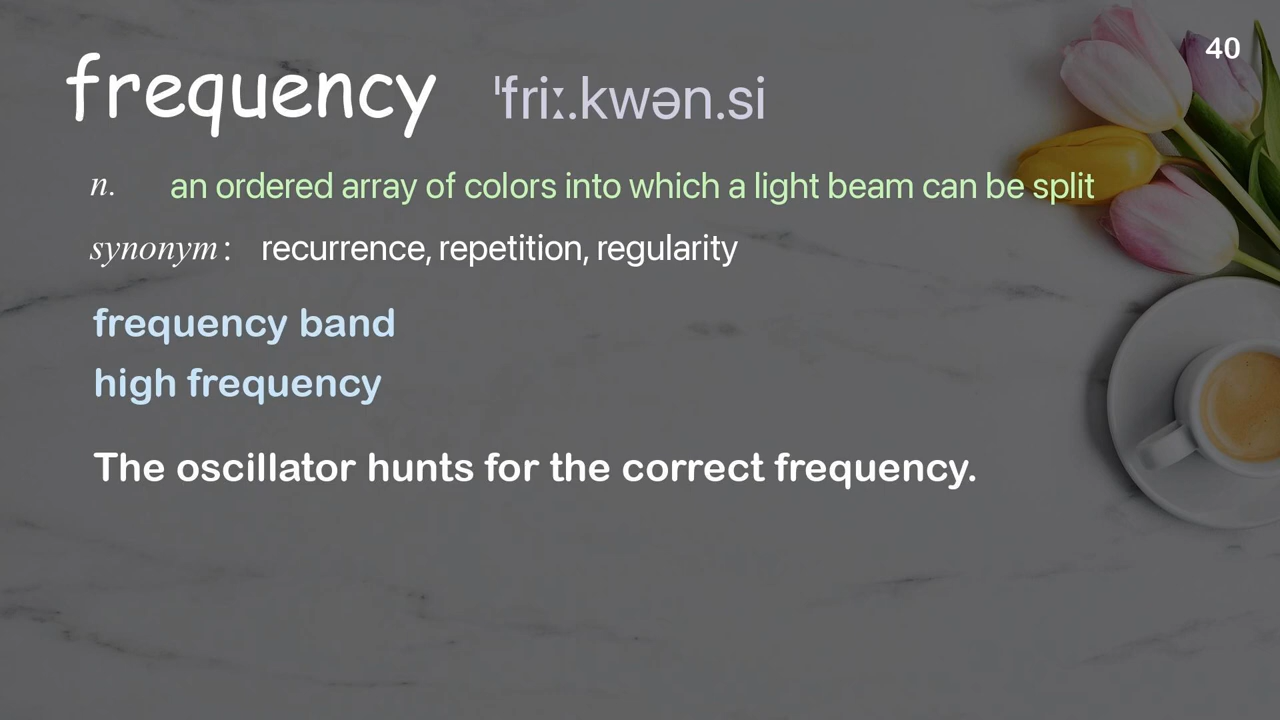 40
frequency ˈfriː.kwən.si
n. an ordered array of colors into which a light beam can be split
synonym: recurrence, repetition, regularity
frequency band
high frequency
The oscillator hunts for the correct frequency.